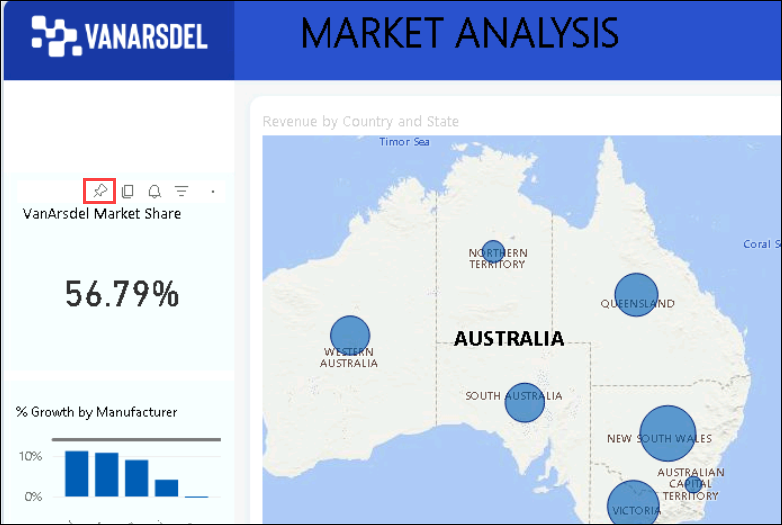 VANARSDEL
MARKET ANALYSIS
Revenue by Country and State
Timor Sea
VanArsdel Market Share
56.79%
NORTHERN
TERRITORY
Coral
QUEENSLAND
WESTERN
AUSTRALIA
AUSTRALIA
SOUTH AUSTRALIA
NEW SOUTH WALES
AUSTRALIAN
CAPITAL
TERRITORY
VICTORIA
% Growth by Manufacturer
10%
0%